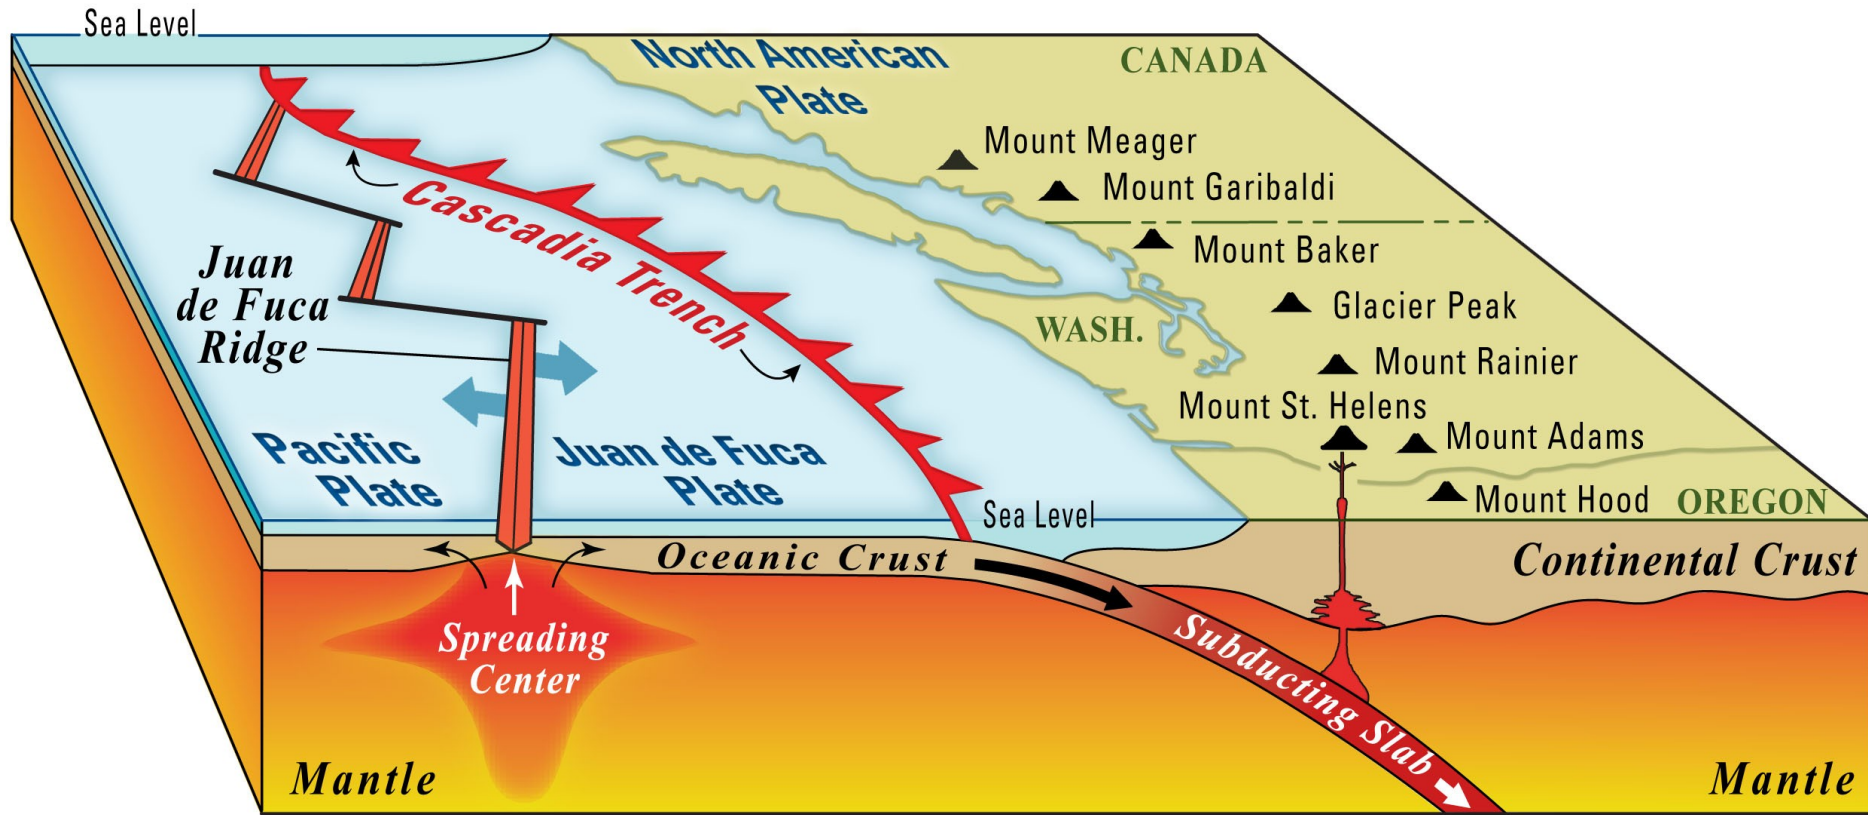 Sea Level
North American
Plate
CANADA
Mount Meager
Mount Garibaldi
Mount Baker
Glacier Peak
WASH.
Mount Rainier
Mount St. Helens
Mount Adams
Mount Hood
OREGON
Cascadia Trench
Juan
de Fuca
Ridge
Pacific
Plate
Juan de Fuca
Plate
Sea Level
Oceanic Crust
Continental Crust
Spreading
Center
Subducting Slab
Mantle
Mantle